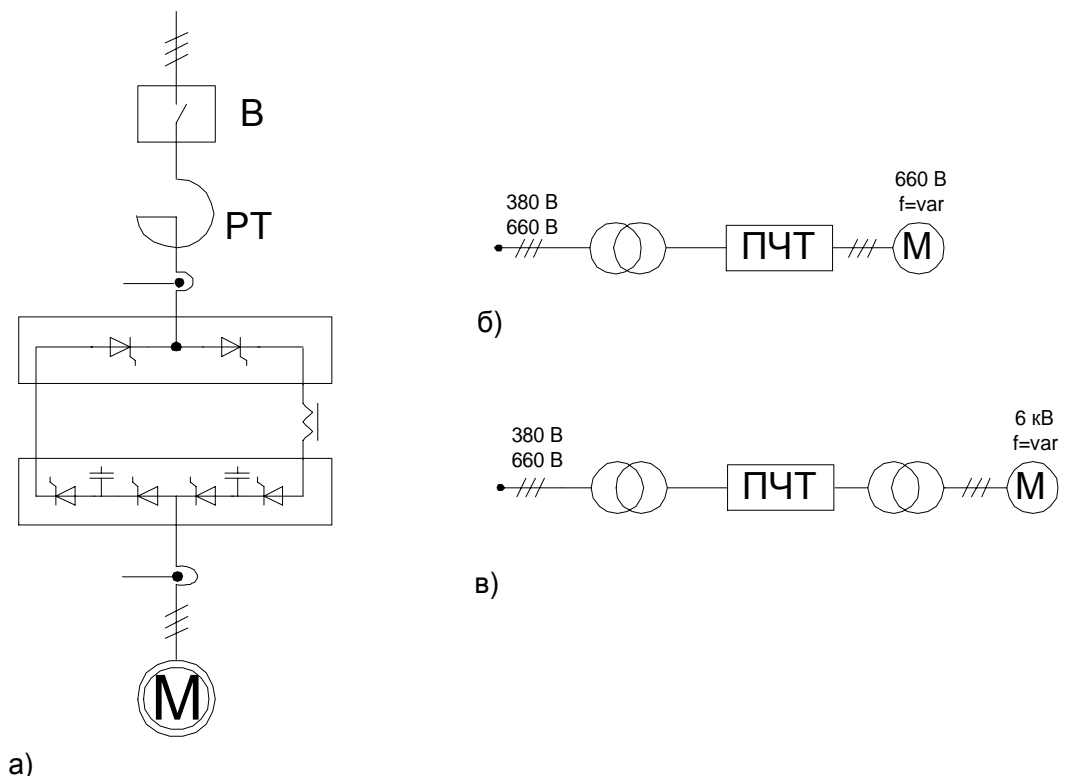 В
РТ
М
а)
380 В
660 В
ПЧТ
660 В
f=var
М
б)
380 В
660 В
ПЧТ
6 кВ
f=var
М
в)